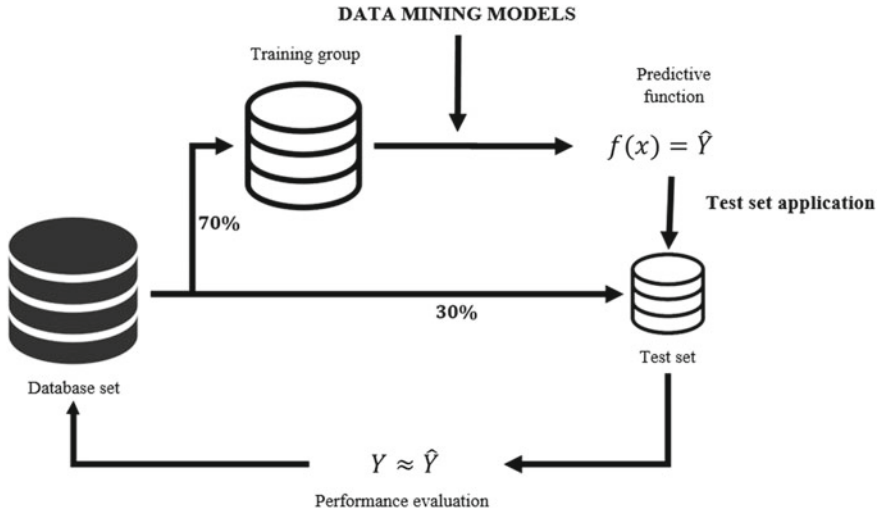 DATA MINING MODELS
Training group
Predictive
function
f(x) = Ŷ
Test set application
70%
30%
Test set
Database set
Y ≈ Ŷ
Performance evaluation